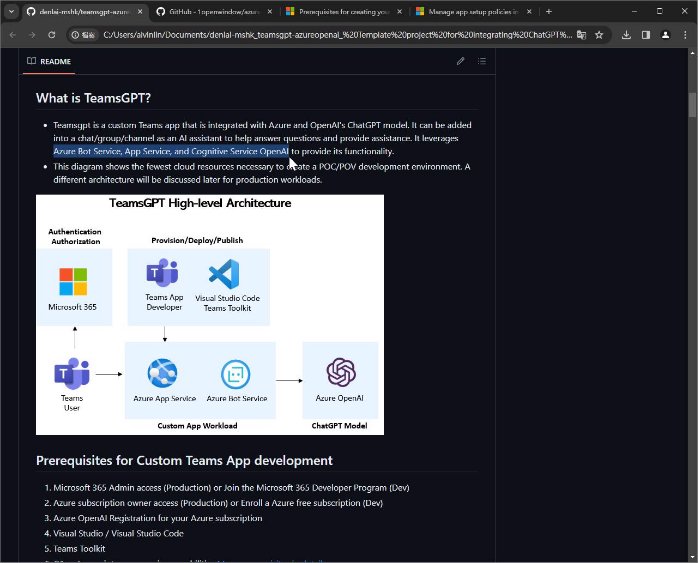 denlai-mshk/teamsgpt-azure
GitHub - 1openwindow/azur
Prerequisites for creating your
Manage app setup policies in
C:/Users/alvinlin/Documents/denlai-mshk_teamsgpt-azureopenai_%20Template%20project%20for%20integrating%20ChatGPT%...
README
What is TeamsGPT?
Teamsgpt is a custom Teams app that is integrated with Azure and OpenAI's ChatGPT model. It can be added
into a chat/group/channel as an AI assistant to help answer questions and provide assistance. It leverages
Azure Bot Service, App Service, and Cognitive Service OpenAI to provide its functionality.
This diagram shows the fewest cloud resources necessary to create a POC/POV development environment. A
different architecture will be discussed later for production workloads.
TeamsGPT High-level Architecture
Authentication
Authorization
Provision/Deploy/Publish
Microsoft 365
Teams App
Developer
Visual Studio Code
Teams Toolkit
Teams
User
Azure App Service
Azure Bot Service
Azure OpenAI
Custom App Workload
ChatGPT Model
Prerequisites for Custom Teams App development
1. Microsoft 365 Admin access (Production) or Join the Microsoft 365 Developer Program (Dev)
2. Azure subscription owner access (Production) or Enroll a Azure free subscription (Dev)
3. Azure OpenAI Registration for your Azure subscription
4. Visual Studio / Visual Studio Code
5. Teams Toolkit